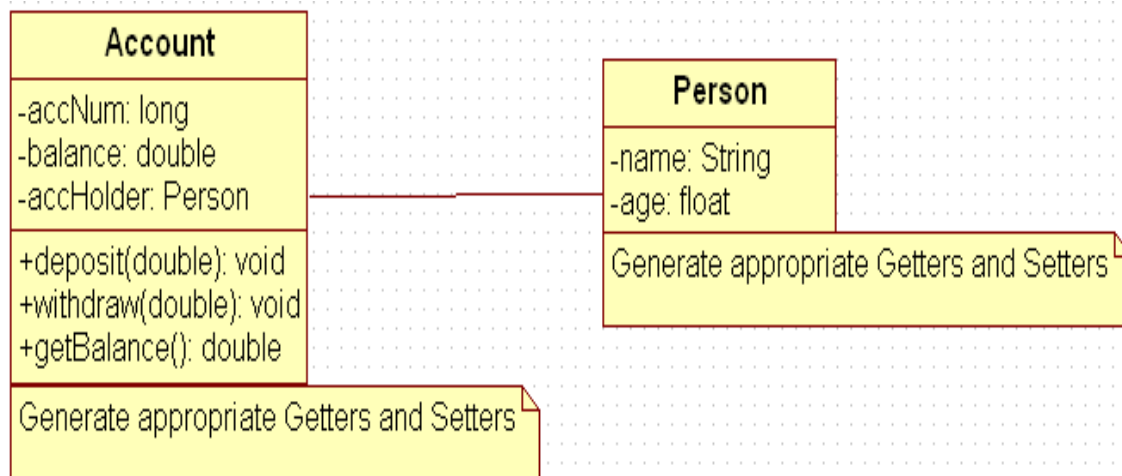 Account
-accNum: long
-balance: double
-accHolder: Person
+deposit(double): void
+withdraw(double): void
+getBalance(): double
Generate appropriate Getters and Setters
Person
-name: String
-age: float
Generate appropriate Getters and Setters